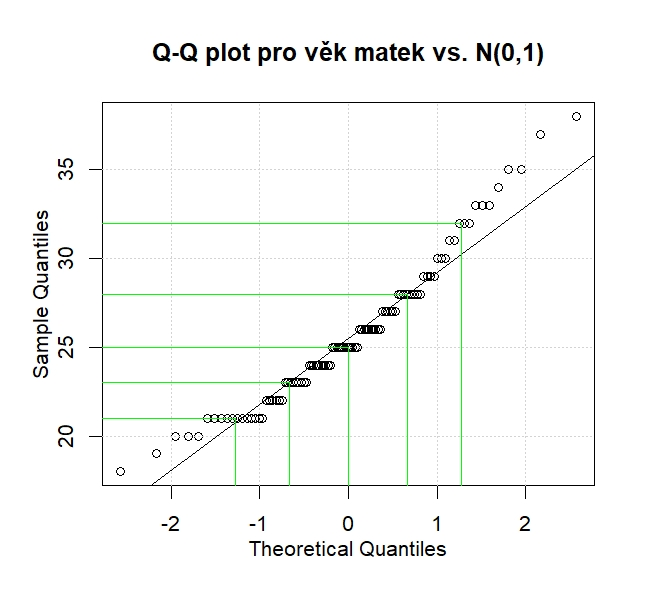 Q-Q plot pro věk matek vs. N(0,1)
35
30
25
20
Sample Quantiles
-2 -1 0 1 2
Theoretical Quantiles